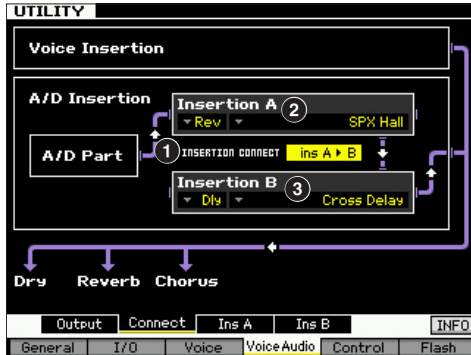 UTILITY
Voice Insertion
A/D Insertion
Insertion A
2
Rev
SPX Hall
A/D Part
1
INSERTION CONNECT
ins A ▸ B
Insertion B
3
Dly
Cross Delay
Dry Reverb Chorus
Output Connect Ins A Ins B INFO
General I/O Voice Voice Audio Control Flash